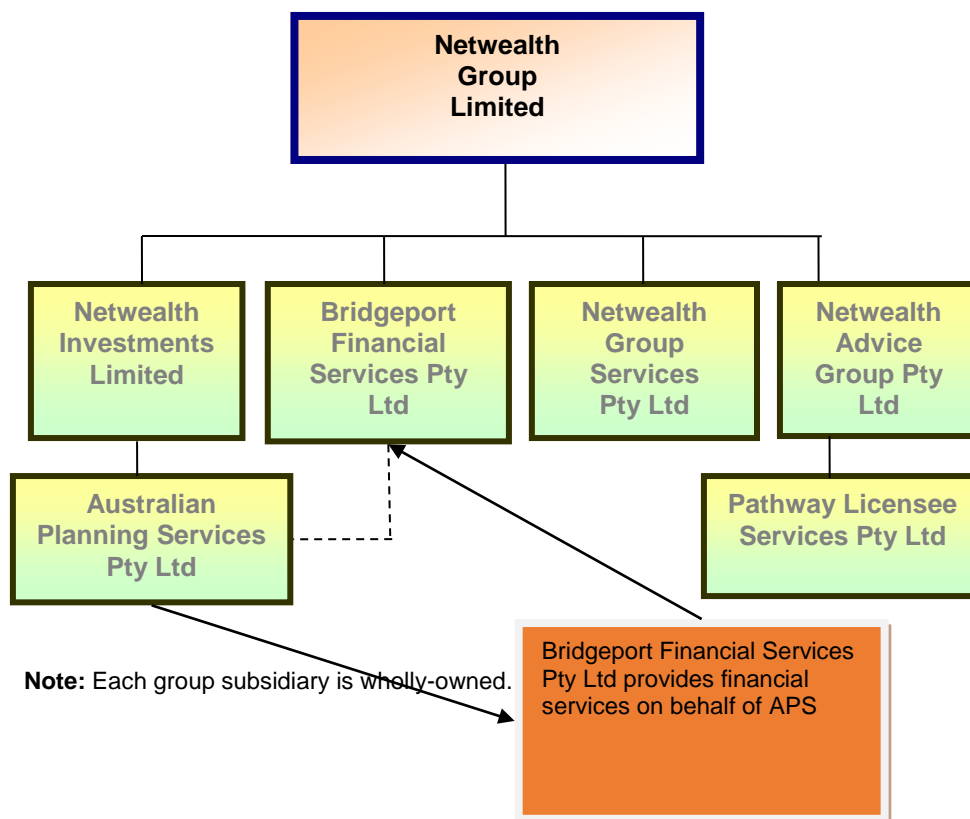 Netwealth
Group
Limited
Netwealth
Investments
Limited
Bridgeport
Financial
Services Pty
Ltd
Netwealth
Group
Services
Pty Ltd
Netwealth
Advice
Group Pty
Ltd
Australian
Planning Services
Pty Ltd
Pathway Licensee
Services Pty Ltd
Note: Each group subsidiary is wholly-owned.
Bridgeport Financial Services
Pty Ltd provides financial
services on behalf of APS